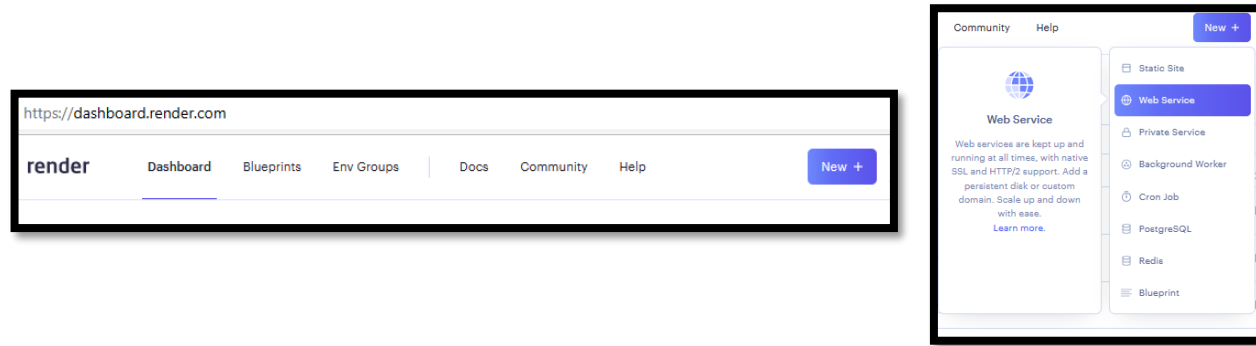 https://dashboard.render.com
render Dashboard Blueprints Env Groups Docs Community Help New +
Community Help New +
Web Service
Web services are kept up and
running at all times, with native
SSL and HTTP/2 support. Add a
persistent disk or custom
domain. Scale up and down
with ease.
Learn more.
Static Site
Web Service
Private Service
Background Worker
Cron Job
PostgreSQL
Redis
Blueprint